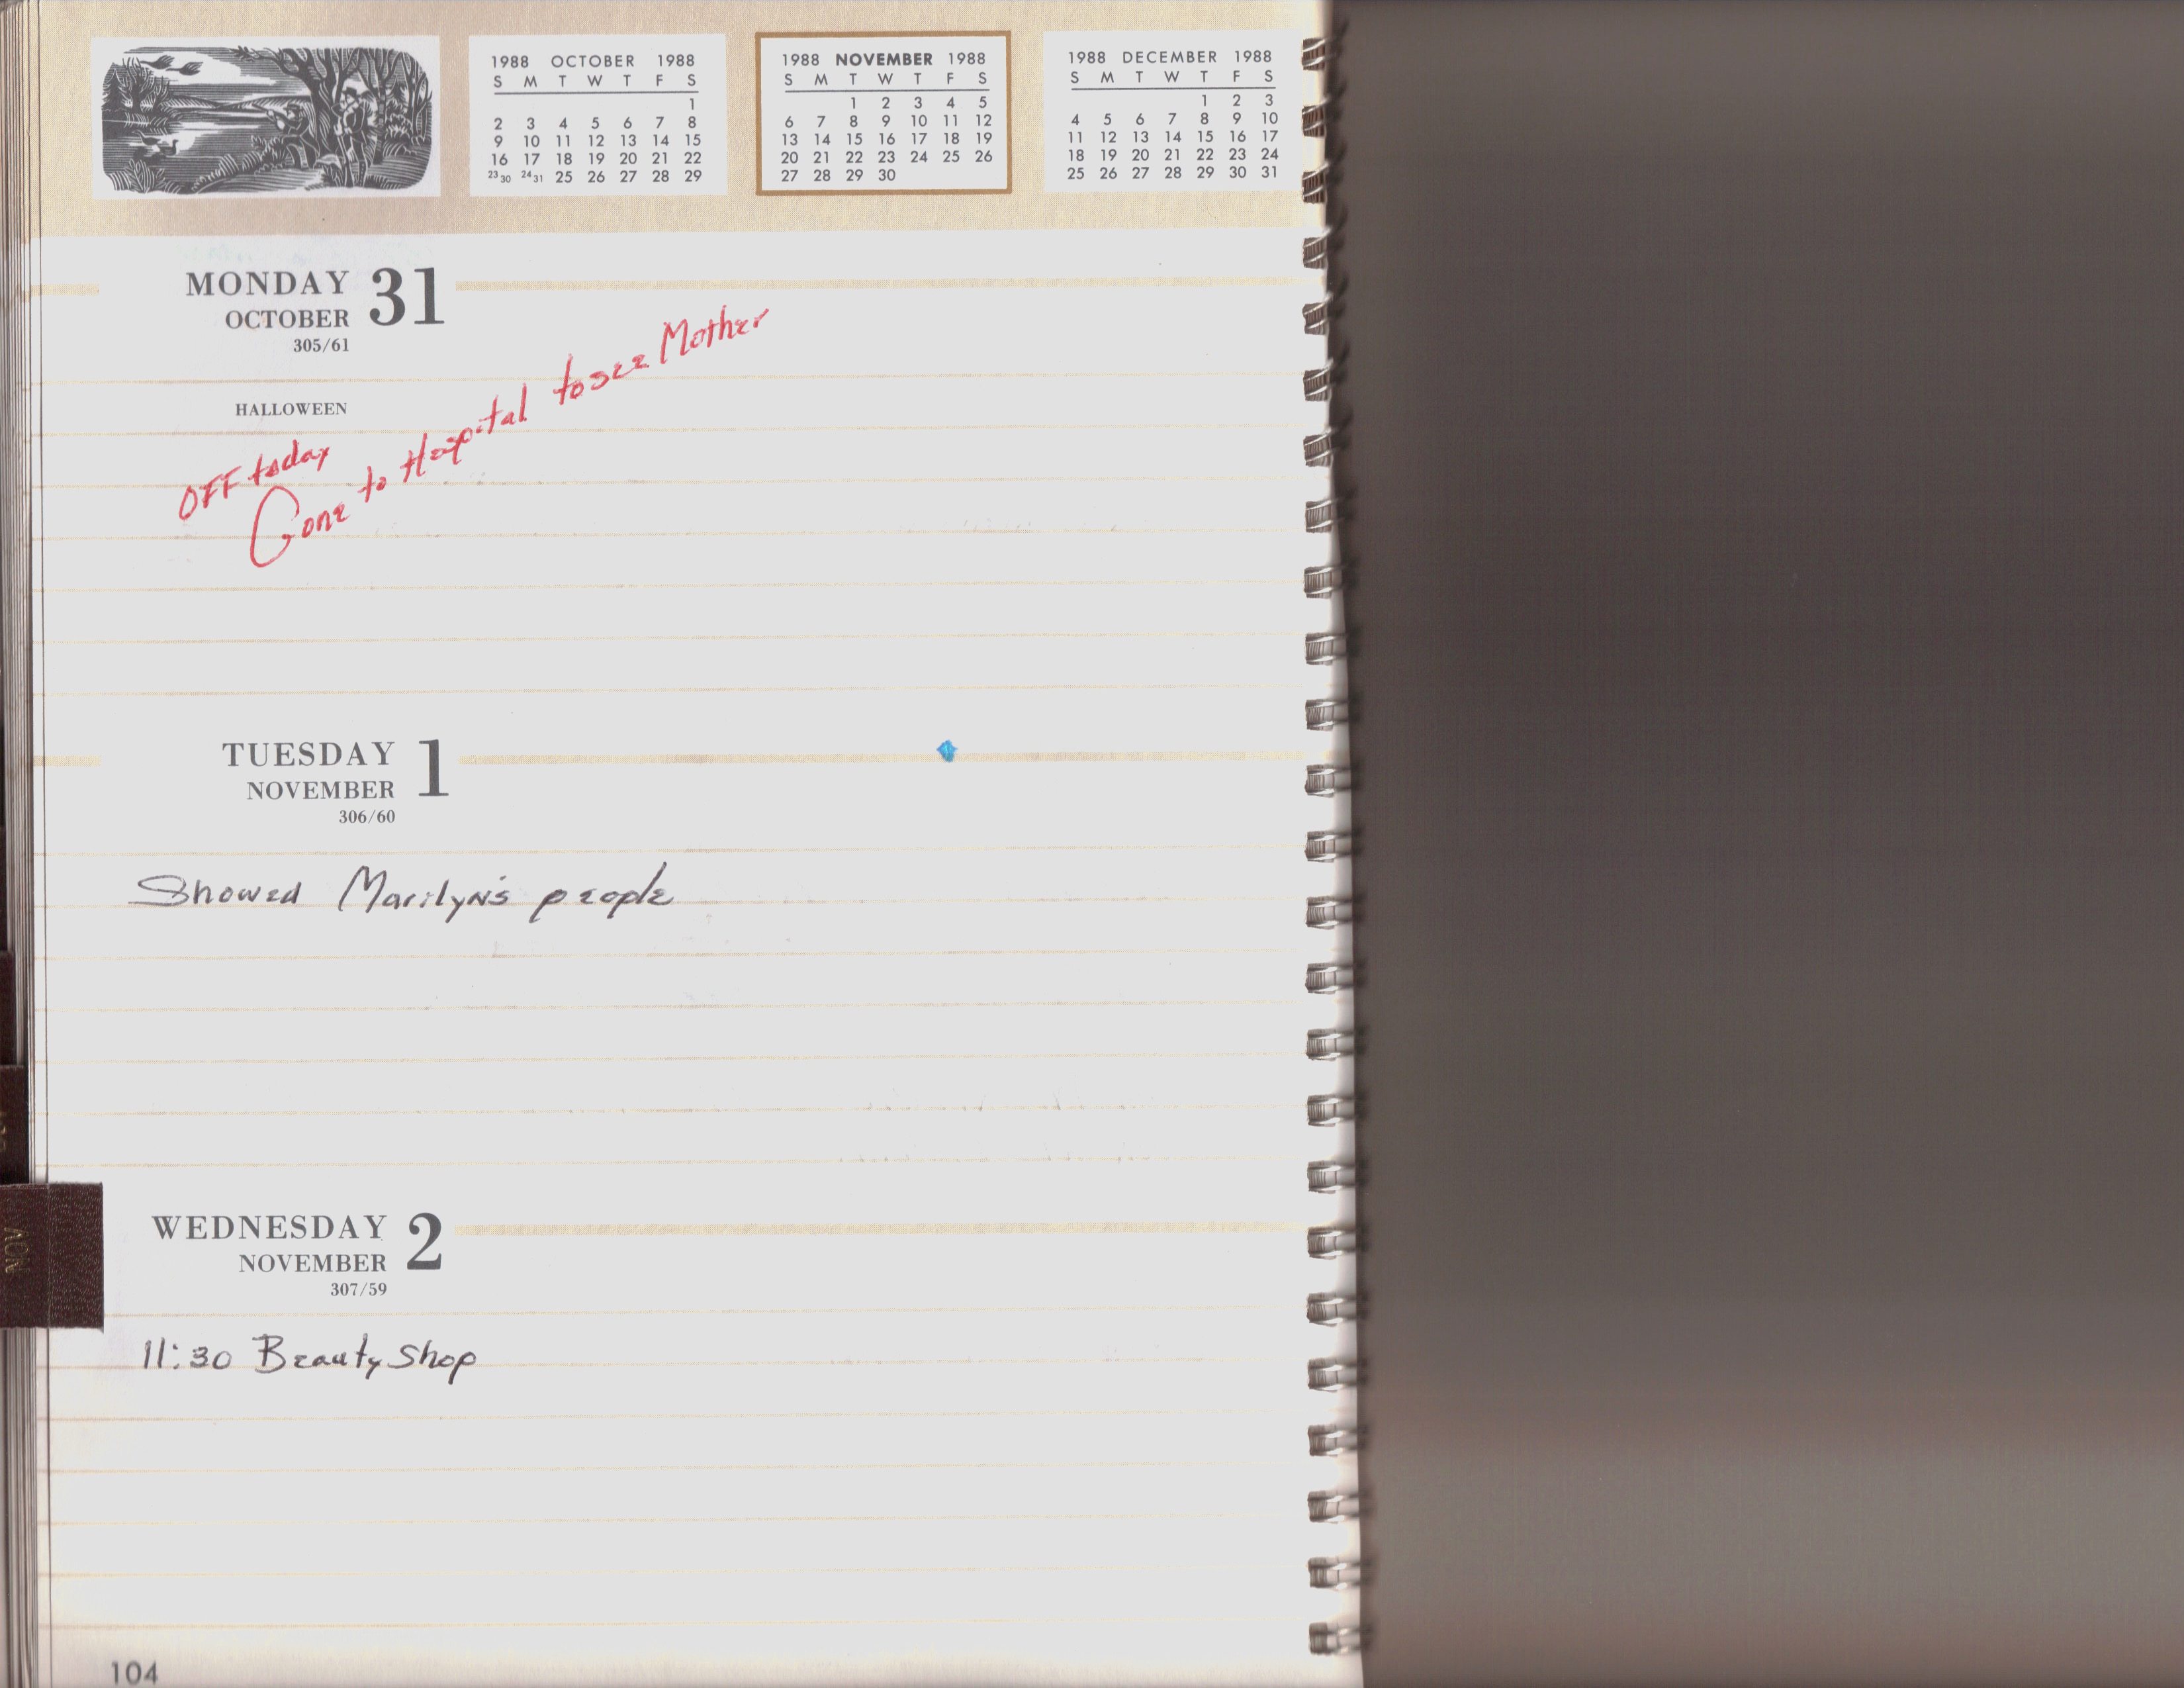 1988 OCTOBER 1988
S M T W T F S
1
2 3 4 5 6 7 8
9 10 11 12 13 14 15
16 17 18 19 20 21 22
23 30 24 31 25 26 27 28 29
1988 NOVEMBER 1988
S M T W T F S
1 2 3 4 5
6 7 8 9 10 11 12
13 14 15 16 17 18 19
20 21 22 23 24 25 26
27 28 29 30
1988 DECEMBER 1988
S M T W T F S
1 2 3
4 5 6 7 8 9 10
11 12 13 14 15 16 17
18 19 20 21 22 23 24
25 26 27 28 29 30 31
MONDAY 31
OCTOBER
305/61
HALLOWEEN
OFF today
Gone to Hospital to see Mother
TUESDAY 1
NOVEMBER
306/60
Showed Marilyn's people
WEDNESDAY 2
NOVEMBER
307/59
NOV
11:30 Beauty Shop
104